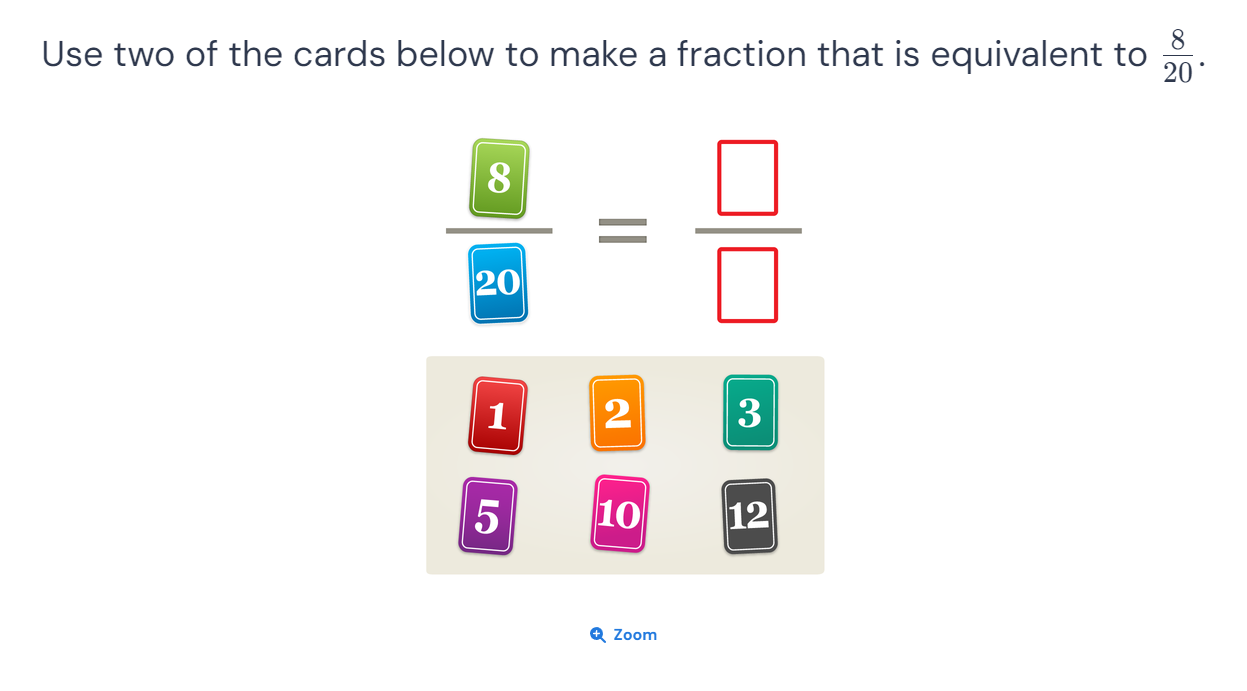 Use two of the cards below to make a fraction that is equivalent to 8/20.
8
=
20
1 2 3
5 10 12
Zoom